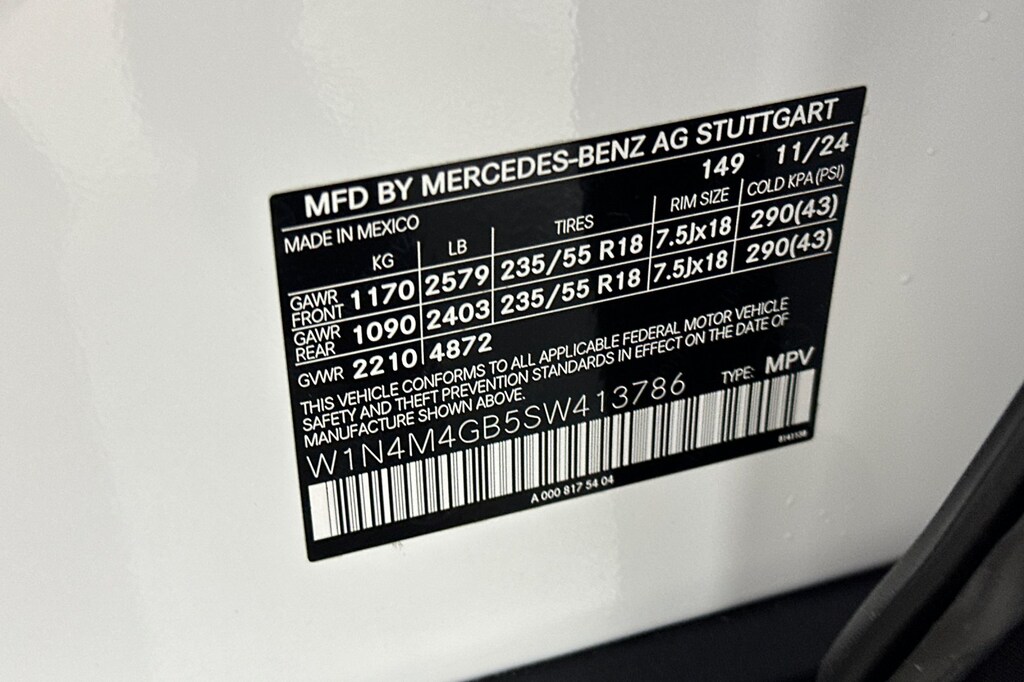 MFD BY MERCEDES-BENZ AG STUTTGART
MADE IN MEXICO 149 11/24
KG LB TIRES RIM SIZE COLD KPA (PSI)
GAWR FRONT 1170 2579 235/55 R18 7.5Jx18 290(43)
GAWR REAR 1090 2403 235/55 R18 7.5Jx18 290(43)
GVWR 2210 4872
THIS VEHICLE CONFORMS TO ALL APPLICABLE FEDERAL MOTOR VEHICLE
SAFETY AND THEFT PREVENTION STANDARDS IN EFFECT ON THE DATE OF
MANUFACTURE SHOWN ABOVE.
W1N4M4GB5SW413786 TYPE: MPV
A 000 817 54 04